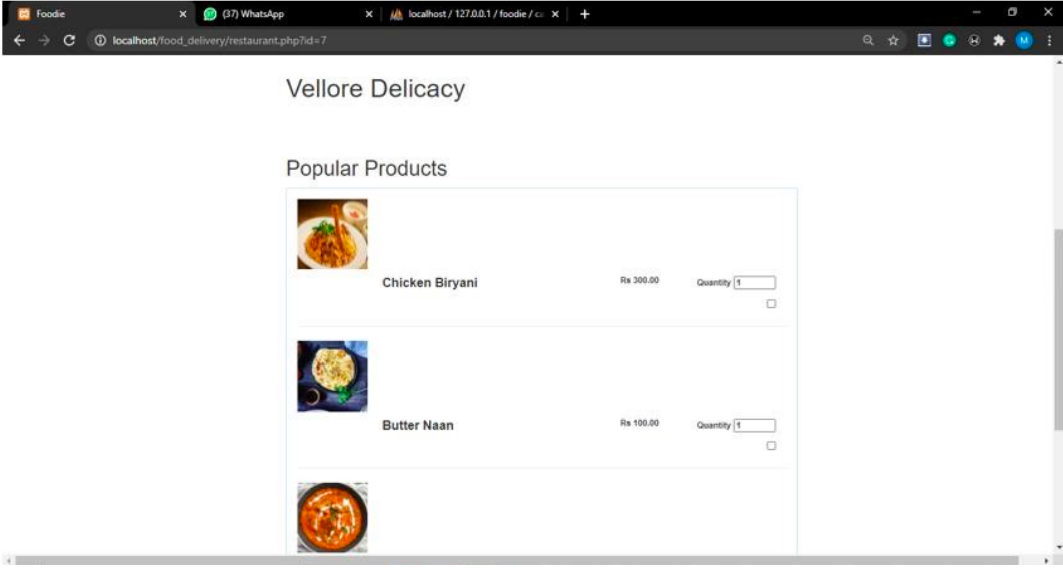 Foodie
(37) WhatsApp
localhost / 127.0.0.1 / foodie / ca
localhost/food_delivery/restaurant.php?id=7
M
Vellore Delicacy
Popular Products
Chicken Biryani Rs 300.00 Quantity 1
Butter Naan Rs 100.00 Quantity 1